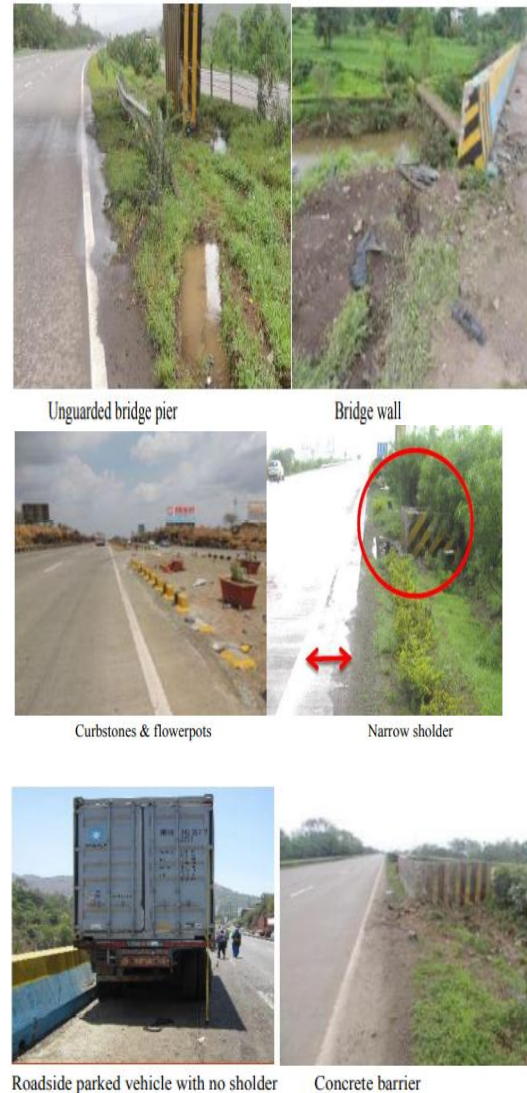 Unguarded bridge pier
Bridge wall
Curbstones & flowerpots
Narrow sholder
Roadside parked vehicle with no sholder
Concrete barrier